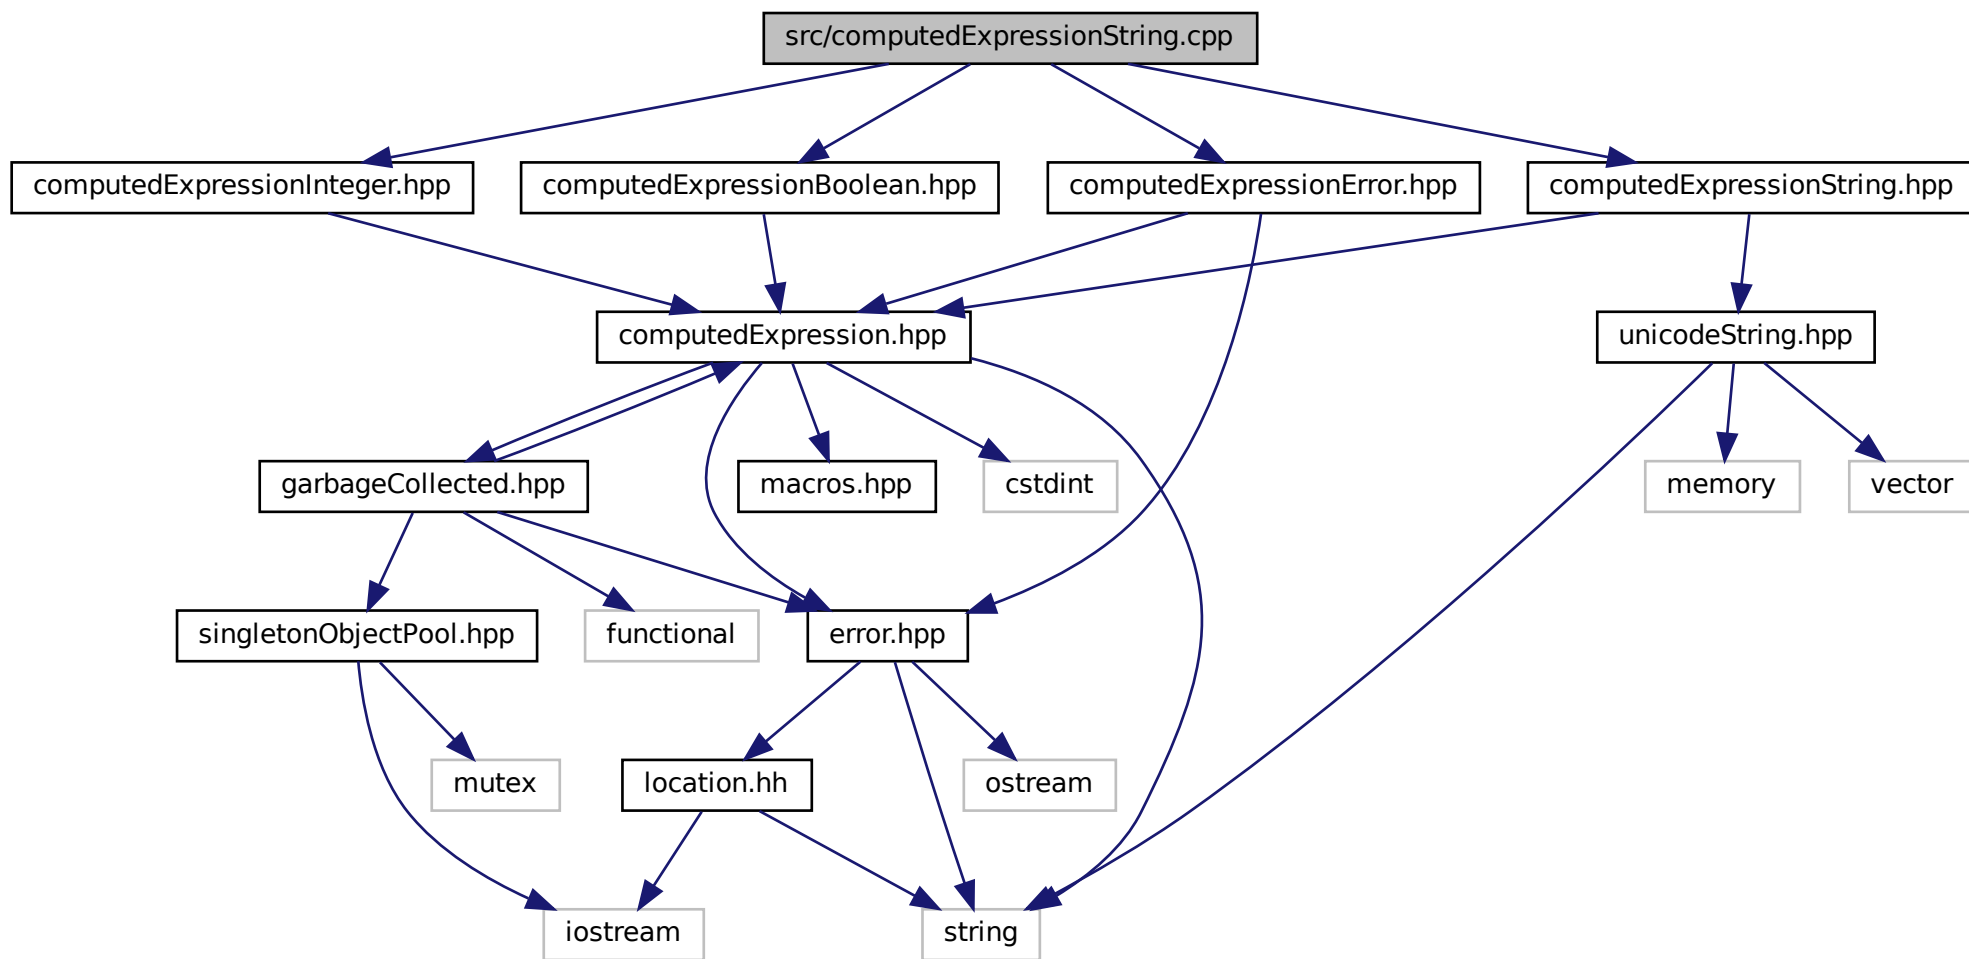 src/computedExpressionString.cpp
computedExpressionInteger.hpp
computedExpressionBoolean.hpp
computedExpressionError.hpp
computedExpressionString.hpp
computedExpression.hpp
unicodeString.hpp
garbageCollected.hpp
macros.hpp
cstdint
memory
vector
singletonObjectPool.hpp
functional
error.hpp
mutex
location.hh
ostream
iostream
string